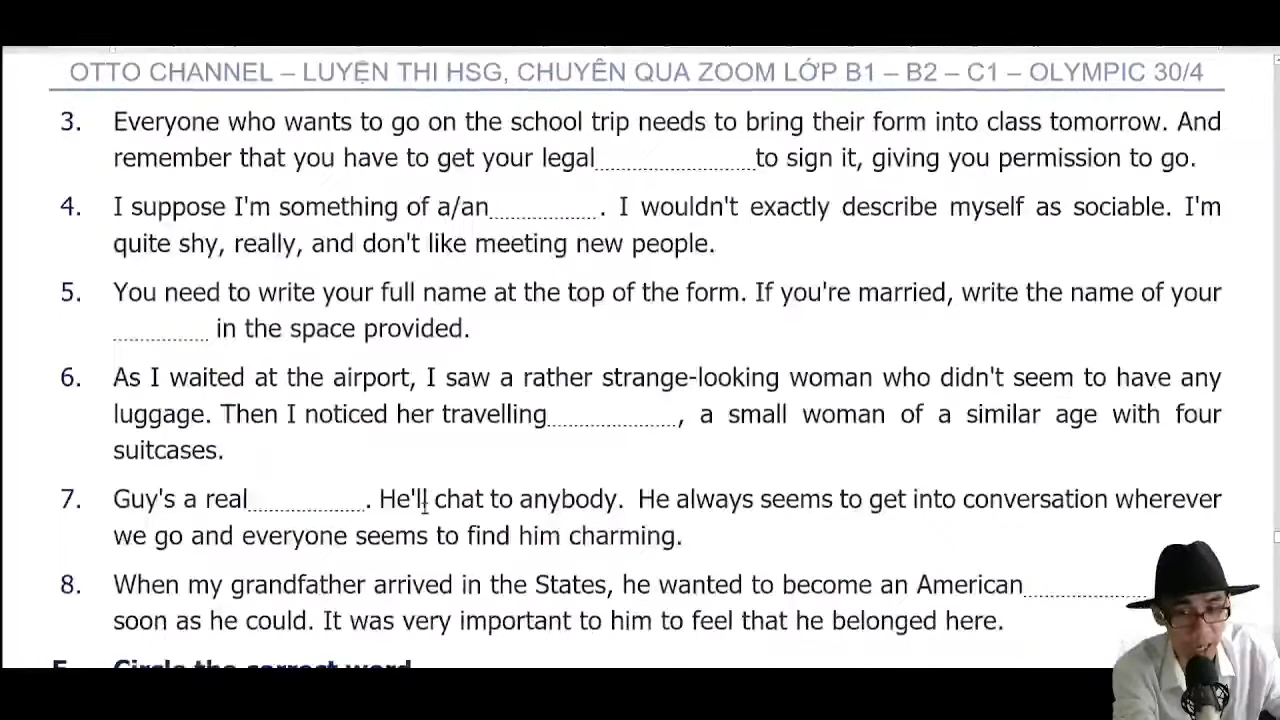 OTTO CHANNEL – LUYỆN THI HSG, CHUYÊN QUA ZOOM LỚP B1 – B2 – C1 – OLYMPIC 30/4
3. Everyone who wants to go on the school trip needs to bring their form into class tomorrow. And
remember that you have to get your legal....................to sign it, giving you permission to go.
4. I suppose I'm something of a/an.............. . I wouldn't exactly describe myself as sociable. I'm
quite shy, really, and don't like meeting new people.
5. You need to write your full name at the top of the form. If you're married, write the name of your
............ in the space provided.
6. As I waited at the airport, I saw a rather strange-looking woman who didn't seem to have any
luggage. Then I noticed her travelling................, a small woman of a similar age with four
suitcases.
7. Guy's a real............... He'll chat to anybody. He always seems to get into conversation wherever
we go and everyone seems to find him charming.
8. When my grandfather arrived in the States, he wanted to become an American...............
soon as he could. It was very important to him to feel that he belonged here.
Circle the correct word